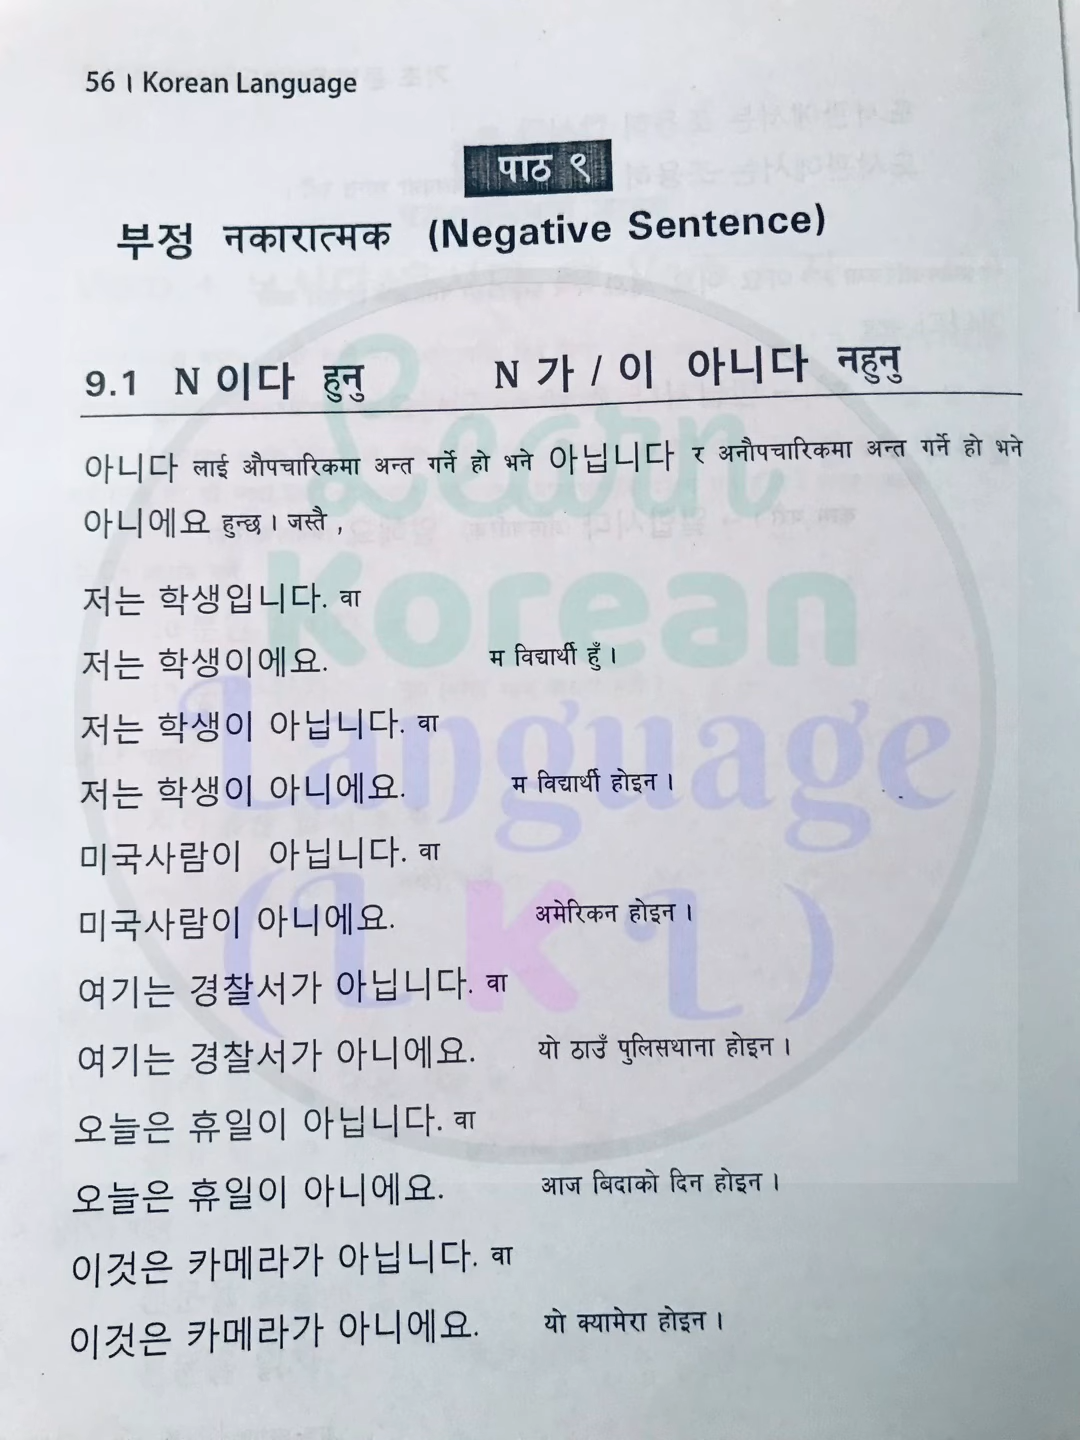 56 । Korean Language
पाठ ९
부정 नकारात्मक (Negative Sentence)
9.1 N 이다 हुनु N 가 / 이 아니다 नहुनु
아니다 लाई औपचारिकमा अन्त गर्ने हो भने 아닙니다 र अनौपचारिकमा अन्त गर्ने हो भने
아니에요 हुन्छ । जस्तै ,
저는 학생입니다. वा
저는 학생이에요. म विद्यार्थी हुँ ।
저는 학생이 아닙니다. वा
저는 학생이 아니에요. म विद्यार्थी होइन ।
미국사람이 아닙니다. वा
미국사람이 아니에요. अमेरिकन होइन ।
여기는 경찰서가 아닙니다. वा
여기는 경찰서가 아니에요. यो ठाउँ पुलिसथाना होइन ।
오늘은 휴일이 아닙니다. वा
오늘은 휴일이 아니에요. आज बिदाको दिन होइन ।
이것은 카메라가 아닙니다. वा
이것은 카메라가 아니에요. यो क्यामेरा होइन ।
Learn
Korean
Language
(LKL)